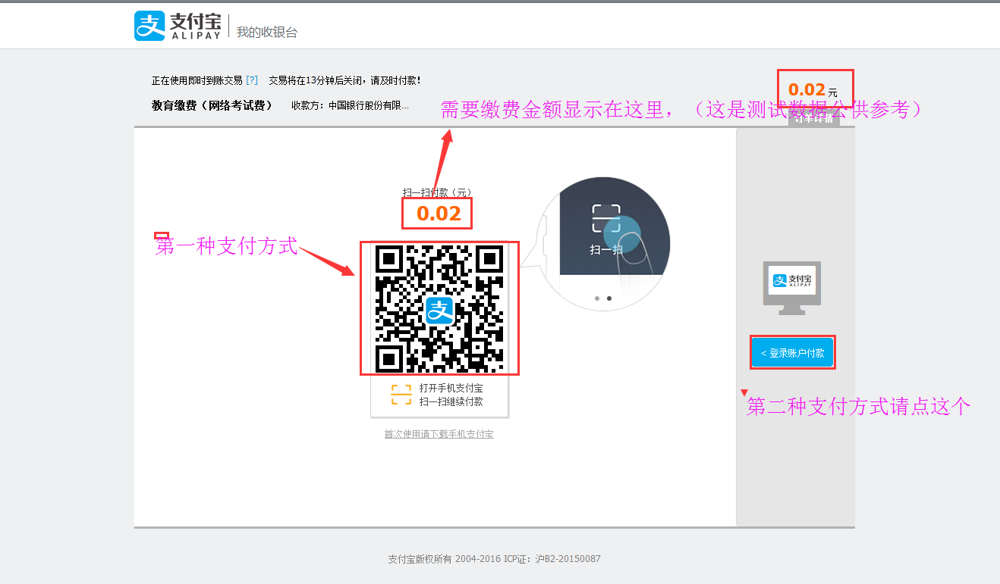 支付宝
ALIPAY
我的收银台
正在使用即时到账交易 [?] 交易将在13分钟后关闭，请及时付款！
0.02 元
教育缴费（网络考试费） 收款方：中国银行股份有限...
需要缴费金额显示在这里，（这是测试数据公供参考）
订单详情
扫一扫付款（元）
0.02
第一种支付方式
扫一扫
支
支付宝
ALIPAY
< 登录账户付款
打开手机支付宝
扫一扫继续付款
第二种支付方式请点这个
首次使用请下载手机支付宝
支付宝版权所有 2004-2016 ICP证：沪B2-20150087